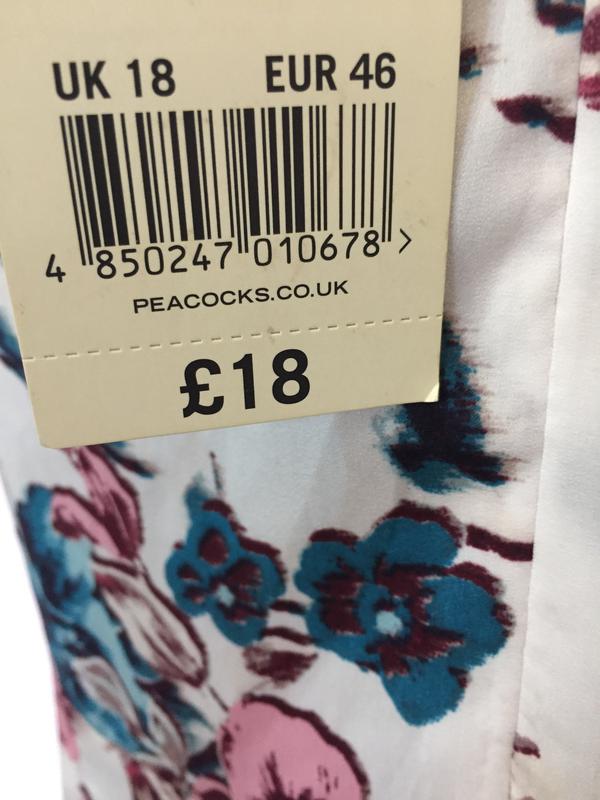 UK 18 EUR 46
4 850247 010678 >
PEACOCKS.CO.UK
£18